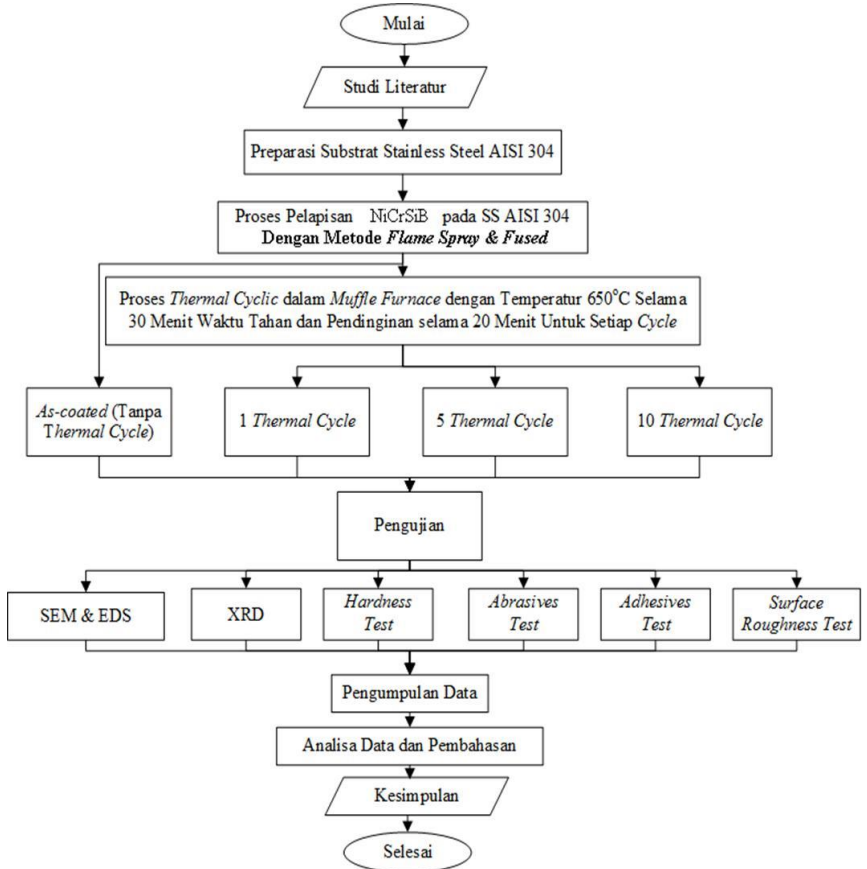 Mulai
Studi Literatur
Preparasi Substrat Stainless Steel AISI 304
Proses Pelapisan NiCrSiB pada SS AISI 304
Dengan Metode Flame Spray & Fused
Proses Thermal Cyclic dalam Muffle Furnace dengan Temperatur 650°C Selama
30 Menit Waktu Tahan dan Pendinginan selama 20 Menit Untuk Setiap Cycle
As-coated (Tanpa
Thermal Cycle)
1 Thermal Cycle
5 Thermal Cycle
10 Thermal Cycle
Pengujian
SEM & EDS
XRD
Hardness
Test
Abrasives
Test
Adhesives
Test
Surface
Roughness Test
Pengumpulan Data
Analisa Data dan Pembahasan
Kesimpulan
Selesai